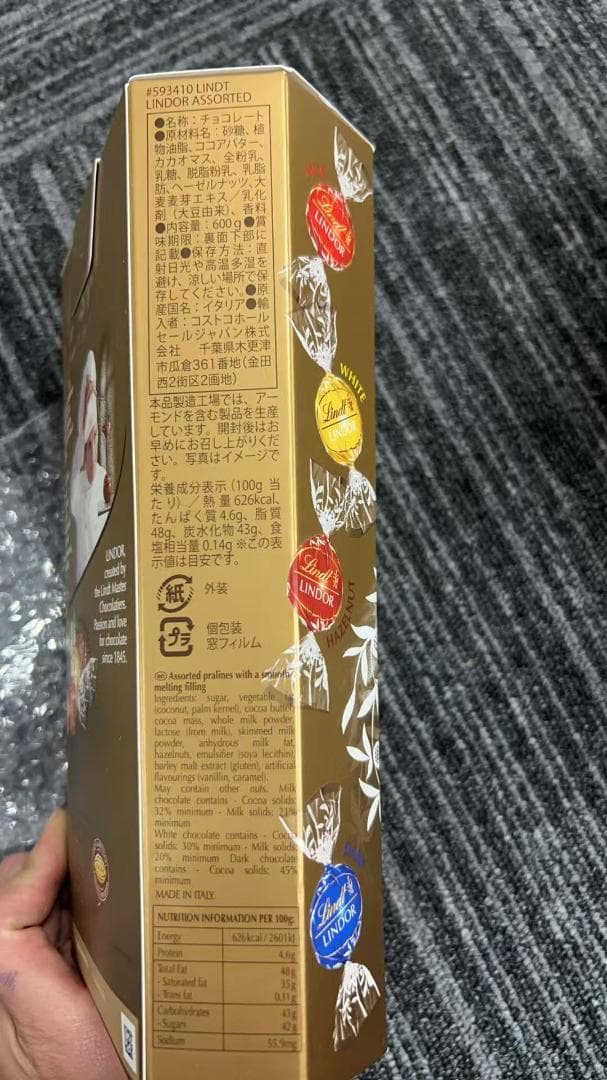 #593410 LINDT
LINDOR ASSORTED
●名称：チョコレート
●原材料名：砂糖、植
物油脂、ココアバター、
カカオマス、全粉乳、
乳糖、脱脂粉乳、乳脂
肪、ヘーゼルナッツ、大
麦麦芽エキス／乳化
剤（大豆由来）、香料
●内容量：600g●賞
味期限：裏面下部に
記載●保存方法：直
射日光や高温多湿を
避け、涼しい場所で保
存してください。●原
産国名：イタリア●輸
入者：コストコホール
セールジャパン株式
会社 千葉県木更津
市瓜倉361番地（金田
西2街区2画地）
本品製造工場では、アー
モンドを含む製品を生産
しています。開封後はお
早めにお召し上がりくだ
さい。写真はイメージで
す。
栄養成分表示（100g 当
たり）／熱量626kcal、
たんぱく質4.6g、脂質
48g、炭水化物43g、食
塩相当量0.14g ※この表
示値は目安です。
紙 外装
プラ 個包装
窓フィルム
Assorted pralines with a smooth
melting filling
Ingredients: sugar, vegetable fat
(coconut, palm kernel), cocoa butter,
cocoa mass, whole milk powder,
lactose (from milk), skimmed milk
powder, anhydrous milk fat,
hazelnuts, emulsifier (soya lecithin),
barley malt extract (gluten), artificial
flavourings (vanillin, caramel).
May contain other nuts. Milk
chocolate contains - Cocoa solids:
32% minimum - Milk solids: 21%
minimum
White chocolate contains - Cocoa
solids: 30% minimum - Milk solids:
20% minimum Dark chocolate
contains - Cocoa solids: 45%
minimum
MADE IN ITALY.
NUTRITION INFORMATION PER 100g:
Energy 626kcal / 2601kJ
Protein 4.6g
Total Fat 48g
- Saturated fat 35g
- Trans fat 0.31g
Carbohydrates 43g
- Sugars 42g
Sodium 55.9mg
LINDOR,
created by
the Lindt Master
Chocolatiers.
Passion and love
for chocolate
since 1845.
Lindt
LINDOR
WHITE
Lindt
LINDOR
Lindt
LINDOR
HAZELNUT
DARK
Lindt
LINDOR